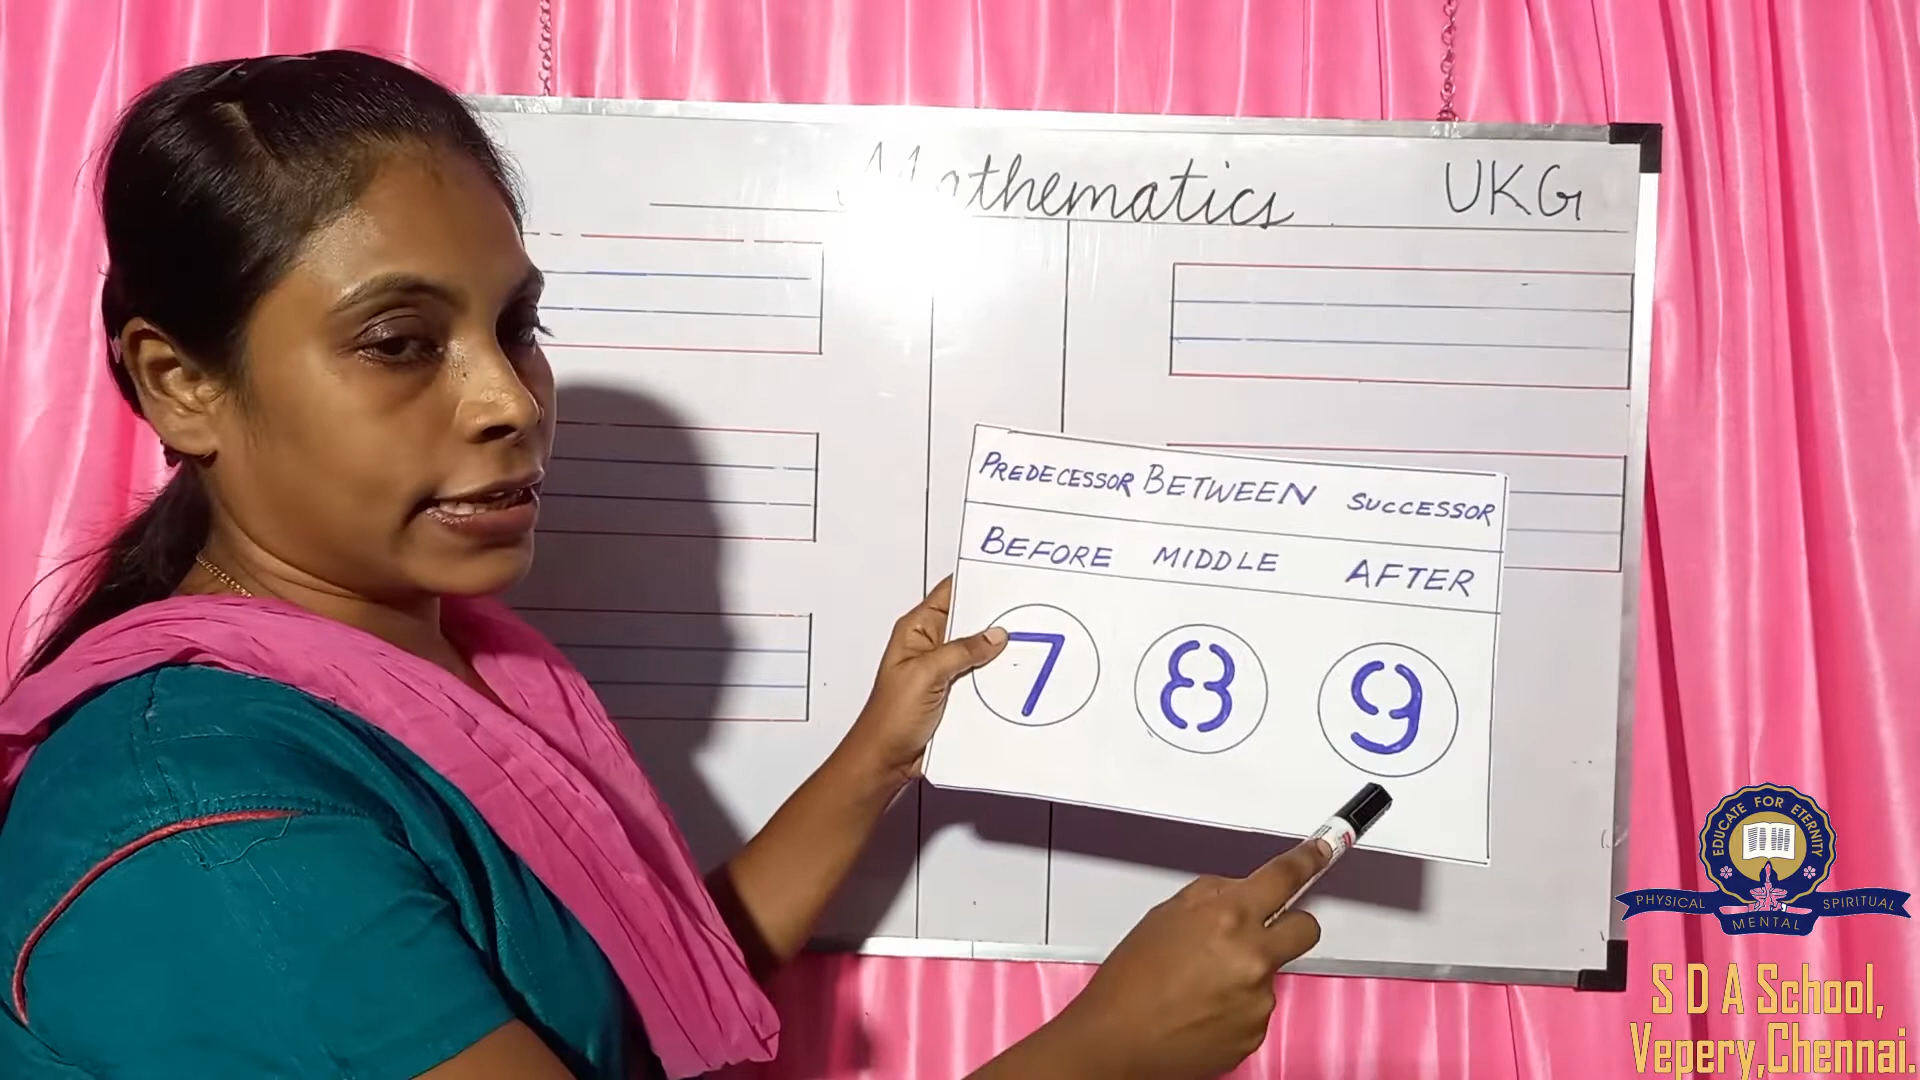 Mathematics UKG
PREDECESSOR BETWEEN SUCCESSOR
BEFORE MIDDLE AFTER
7 8 9
EDUCATE FOR ETERNITY
PHYSICAL MENTAL SPIRITUAL
S D A School,
Vepery,Chennai.